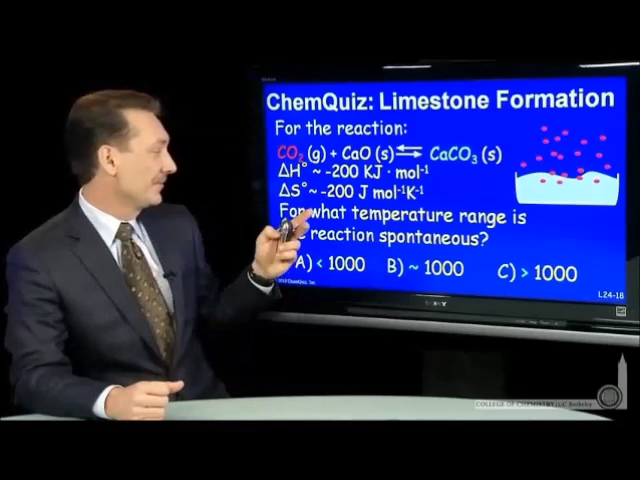 ChemQuiz: Limestone Formation
For the reaction:
CO₂ (g) + CaO (s) ⇌ CaCO₃ (s)
ΔH° ~ -200 KJ · mol⁻¹
ΔS° ~ -200 J mol⁻¹K⁻¹
For what temperature range is
reaction spontaneous?
A) < 1000 B) ~ 1000 C) > 1000
L24-18
SONY
COLLEGE OF CHEMISTRY, UC Berkeley